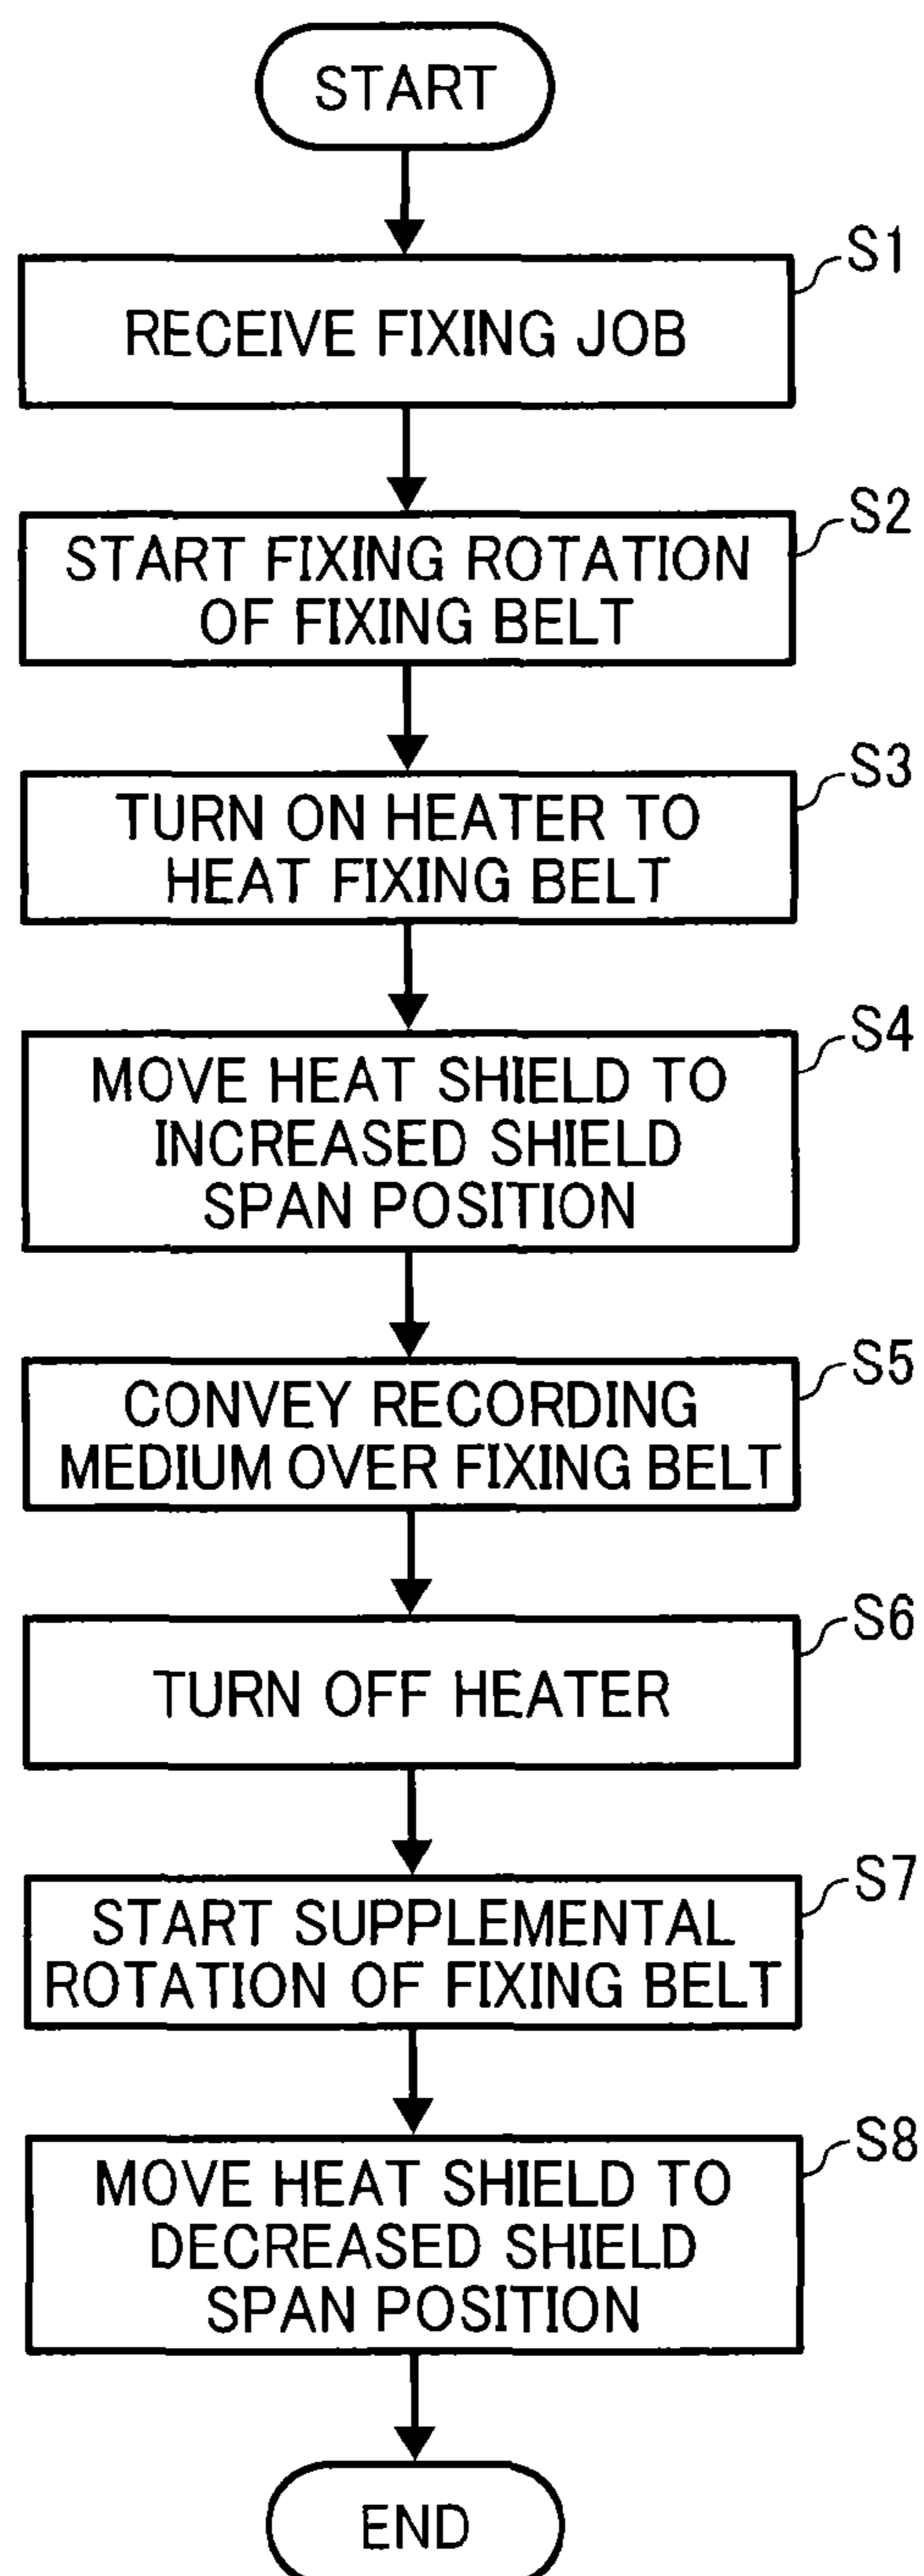 START
S1
RECEIVE FIXING JOB
S2
START FIXING ROTATION
OF FIXING BELT
S3
TURN ON HEATER TO
HEAT FIXING BELT
S4
MOVE HEAT SHIELD TO
INCREASED SHIELD
SPAN POSITION
S5
CONVEY RECORDING
MEDIUM OVER FIXING BELT
S6
TURN OFF HEATER
S7
START SUPPLEMENTAL
ROTATION OF FIXING BELT
S8
MOVE HEAT SHIELD TO
DECREASED SHIELD
SPAN POSITION
END